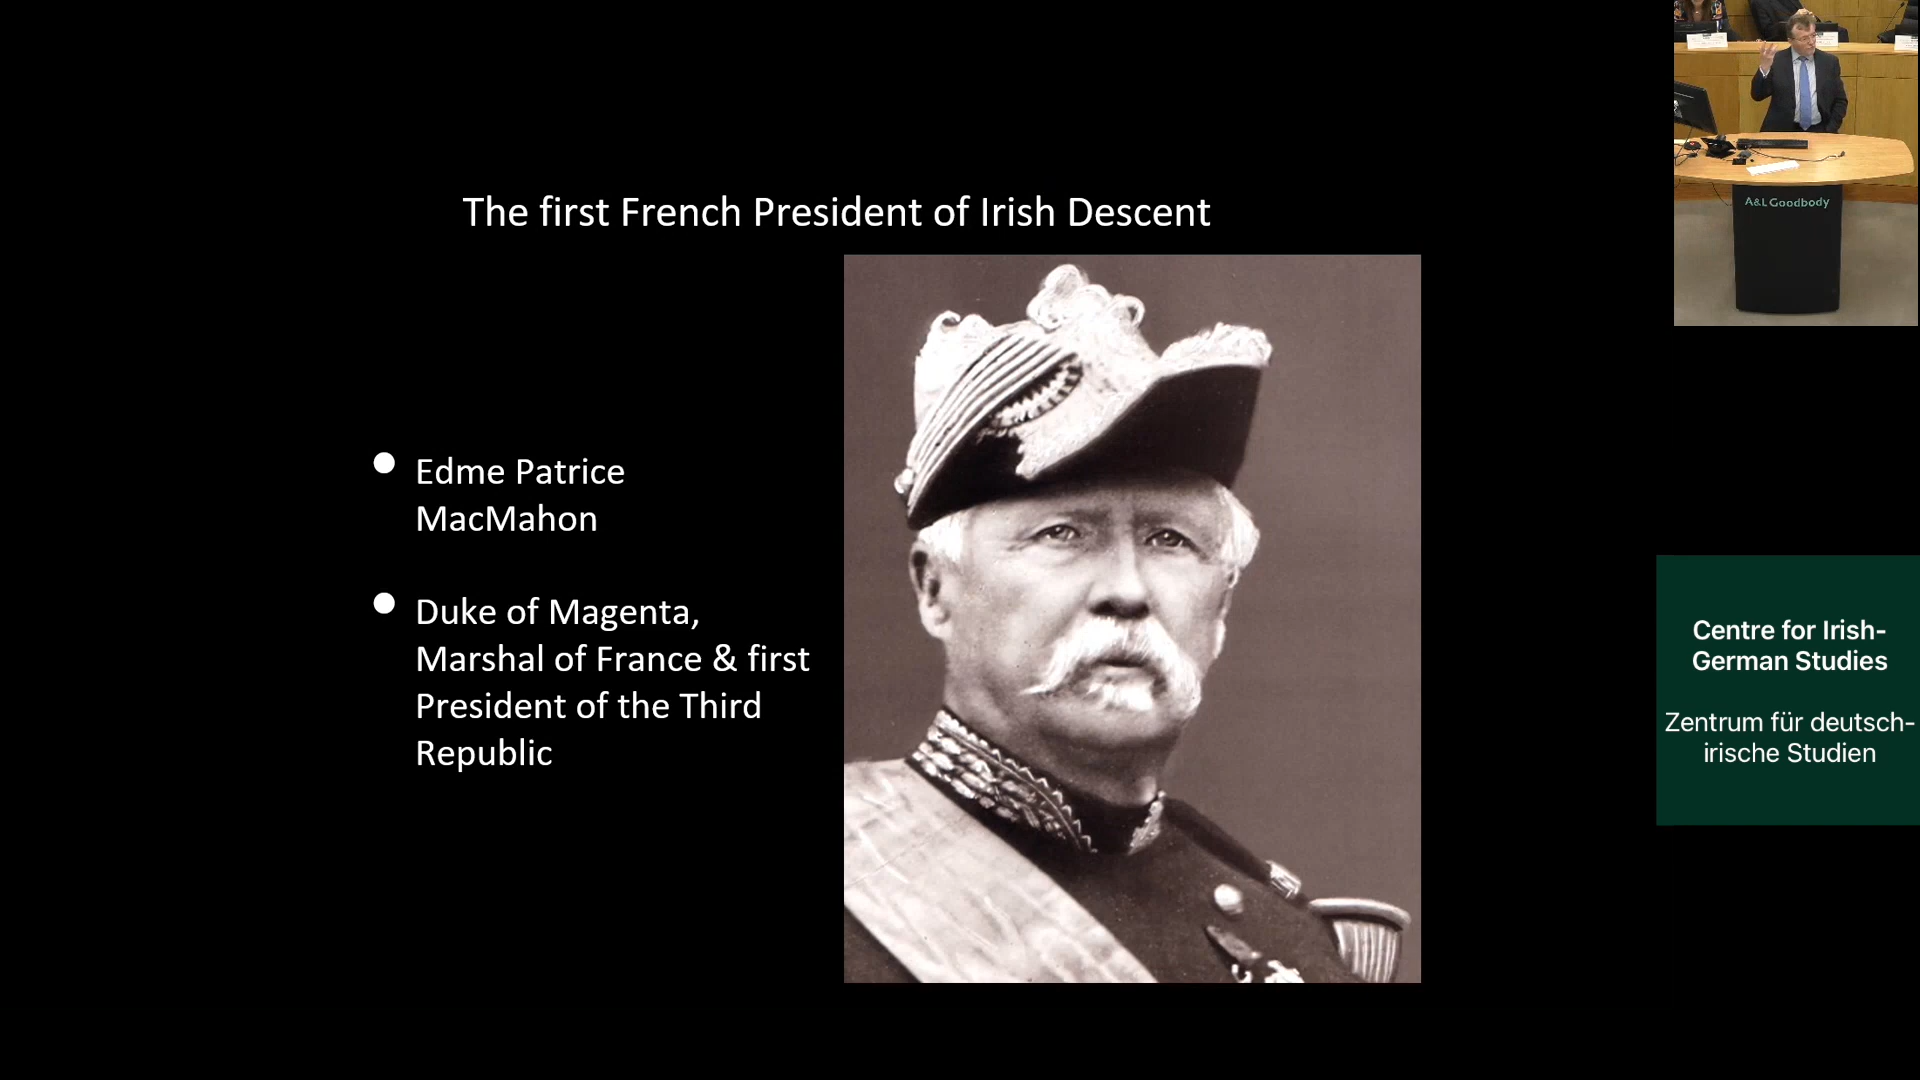 The first French President of Irish Descent
Edme Patrice
MacMahon
Duke of Magenta,
Marshal of France & first
President of the Third
Republic
A&L Goodbody
Centre for Irish-
German Studies
Zentrum für deutsch-
irische Studien